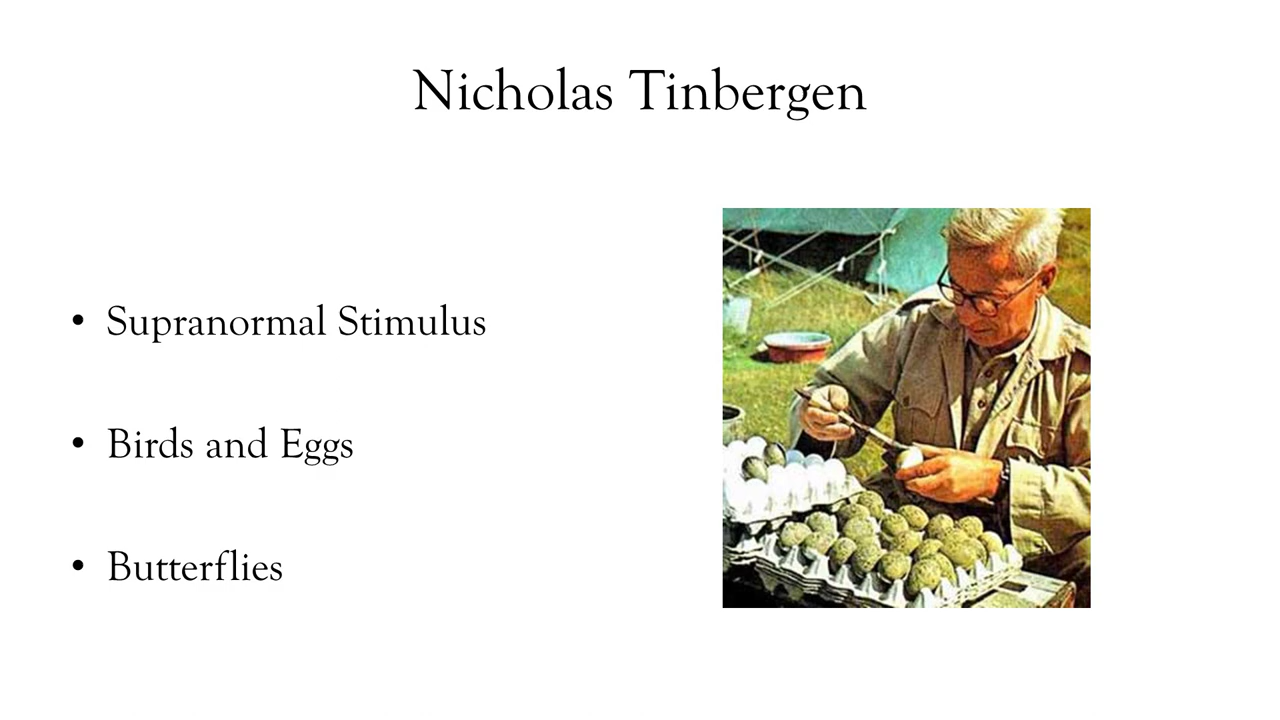 Nicholas Tinbergen
• Supranormal Stimulus
• Birds and Eggs
• Butterflies